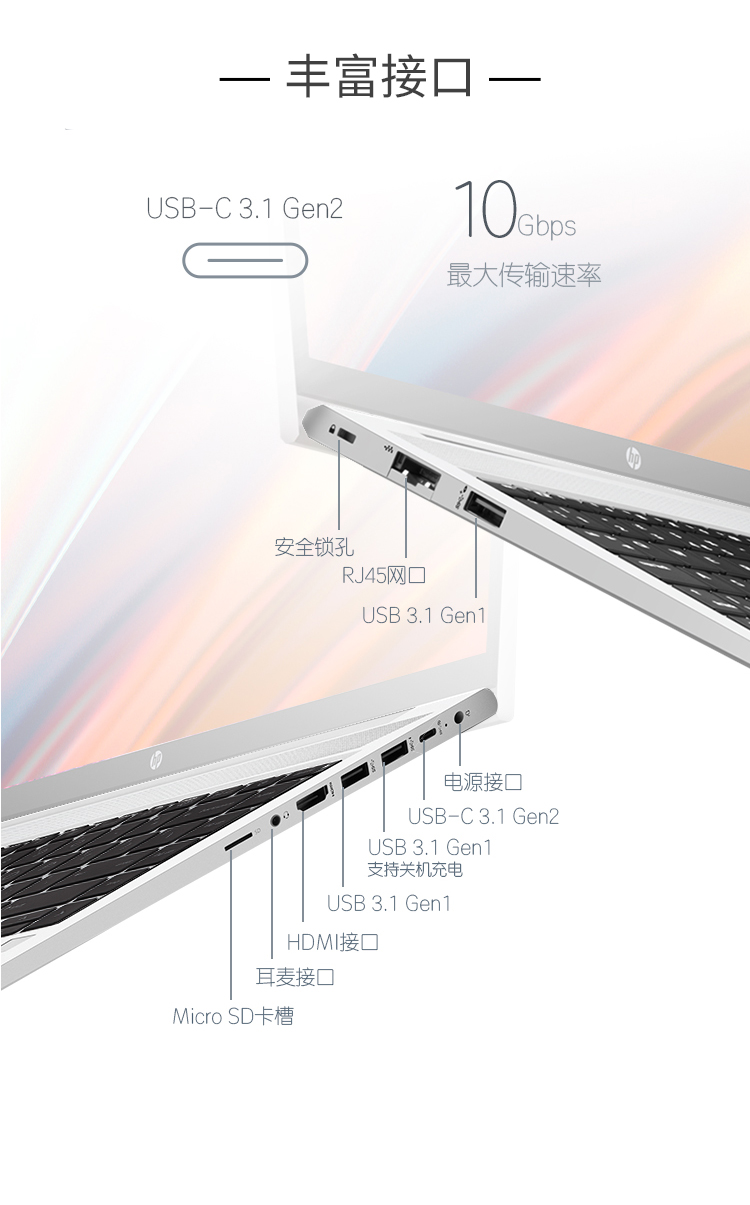 丰富接口
USB-C 3.1 Gen2
10Gbps
最大传输速率
hp
安全锁孔
RJ45网口
USB 3.1 Gen1
hp
电源接口
USB-C 3.1 Gen2
USB 3.1 Gen1
支持关机充电
USB 3.1 Gen1
HDMI接口
耳麦接口
Micro SD卡槽